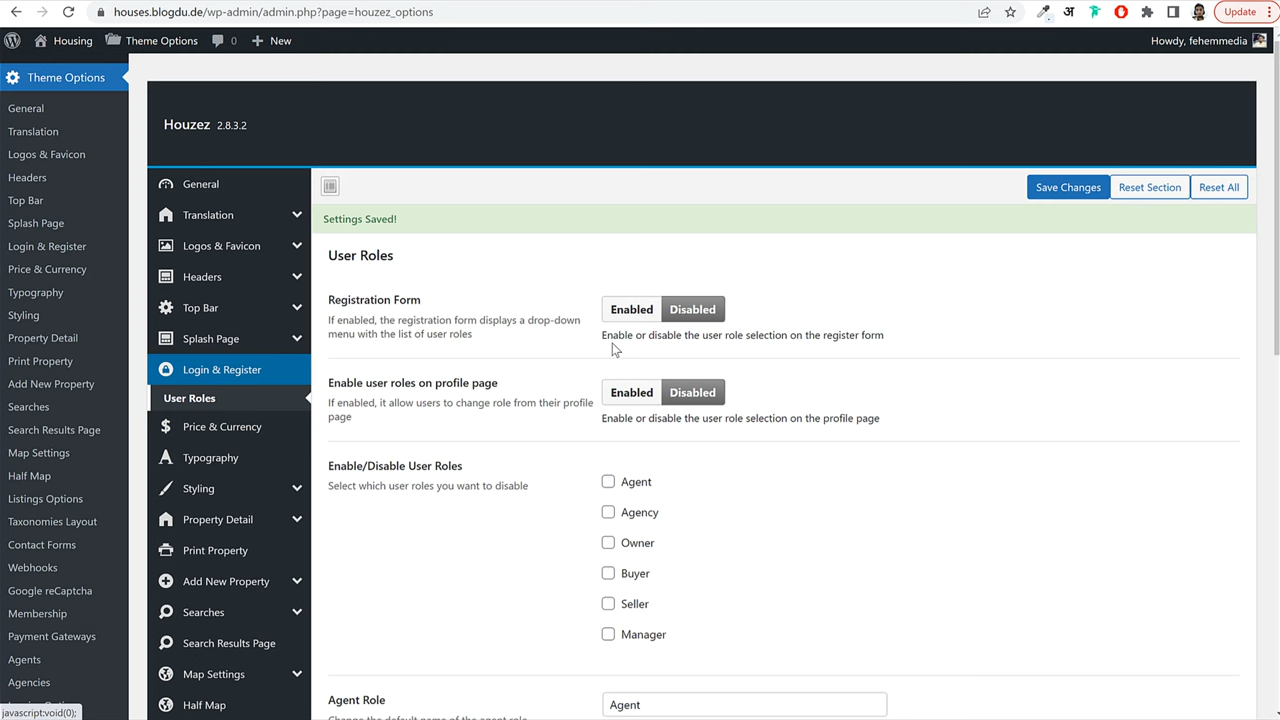 houses.blogdu.de/wp-admin/admin.php?page=houzez_options
अ
Update
Housing
Theme Options
0
New
Howdy, fehemmedia
Theme Options
General
Translation
Logos & Favicon
Headers
Top Bar
Splash Page
Login & Register
Price & Currency
Typography
Styling
Property Detail
Print Property
Add New Property
Searches
Search Results Page
Map Settings
Half Map
Listings Options
Taxonomies Layout
Contact Forms
Webhooks
Google reCaptcha
Membership
Payment Gateways
Agents
Agencies
javascript:void(0);
Houzez 2.8.3.2
General
Translation
Logos & Favicon
Headers
Top Bar
Splash Page
Login & Register
User Roles
Price & Currency
Typography
Styling
Property Detail
Print Property
Add New Property
Searches
Search Results Page
Map Settings
Half Map
Save Changes
Reset Section
Reset All
Settings Saved!
User Roles
Registration Form
If enabled, the registration form displays a drop-down
menu with the list of user roles
Enabled Disabled
Enable or disable the user role selection on the register form
Enable user roles on profile page
If enabled, it allow users to change role from their profile
page
Enabled Disabled
Enable or disable the user role selection on the profile page
Enable/Disable User Roles
Select which user roles you want to disable
Agent
Agency
Owner
Buyer
Seller
Manager
Agent Role
Change the default name of the agent role
Agent